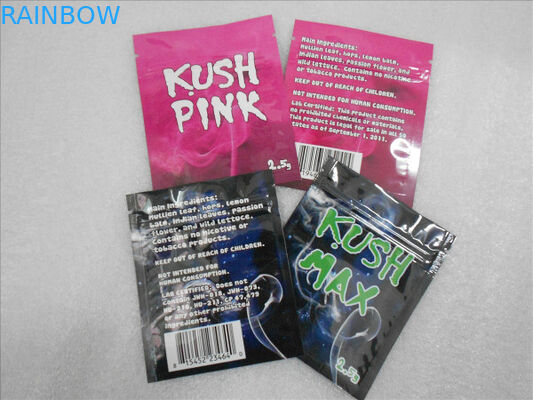 RAINBOW
KUSH
PINK
2.5g
Main Ingredients:
Mullien leaf, hops, lemon balm,
Indian leaves, passion flower, and
wild lettuce. Contains no nicotine
or tobacco products.
KEEP OUT OF REACH OF CHILDREN.
NOT INTENDED FOR HUMAN CONSUMPTION.
Lab Certified: This product contains
no prohibited chemicals or materials.
This product is legal for sale in all 50
states as of September 1, 2011.
Main Ingredients:
Mullien leaf, hops, lemon
balm, Indian leaves, passion
flower, and wild lettuce.
Contains no nicotine or
tobacco products.
KEEP OUT OF REACH OF CHILDREN.
NOT INTENDED FOR
HUMAN CONSUMPTION.
LAB CERTIFIED: Does not
contain JWH-018, JWH-073,
HU-210, HU-211, CP 47,497
or any other prohibited
ingredients.
8 15452 23464 0
KUSH
MAX
2.5g